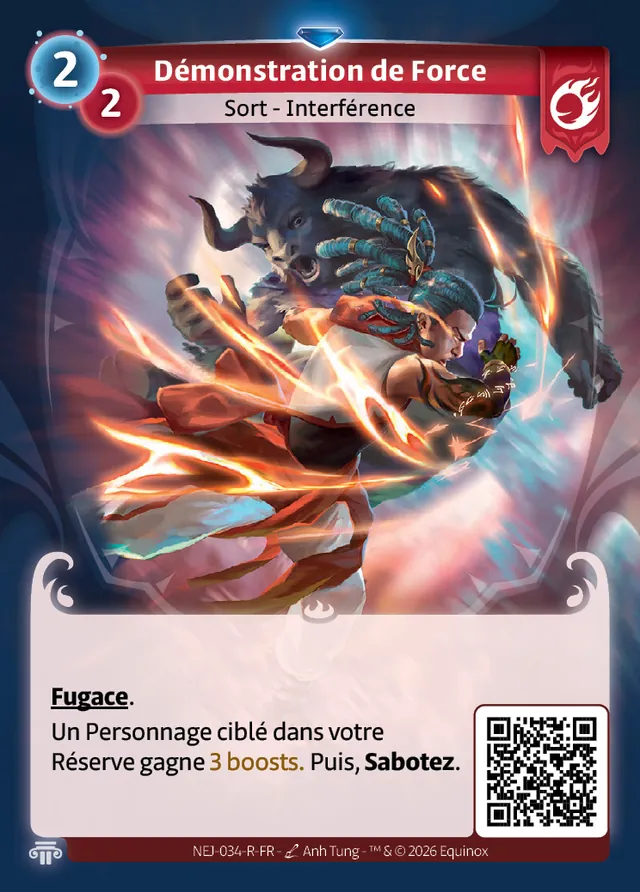 2
Démonstration de Force
2
Sort - Interférence
Fugace.
Un Personnage ciblé dans votre
Réserve gagne 3 boosts. Puis, Sabotez.
NEJ-034-R-FR - Anh Tung - ™ & © 2026 Equinox